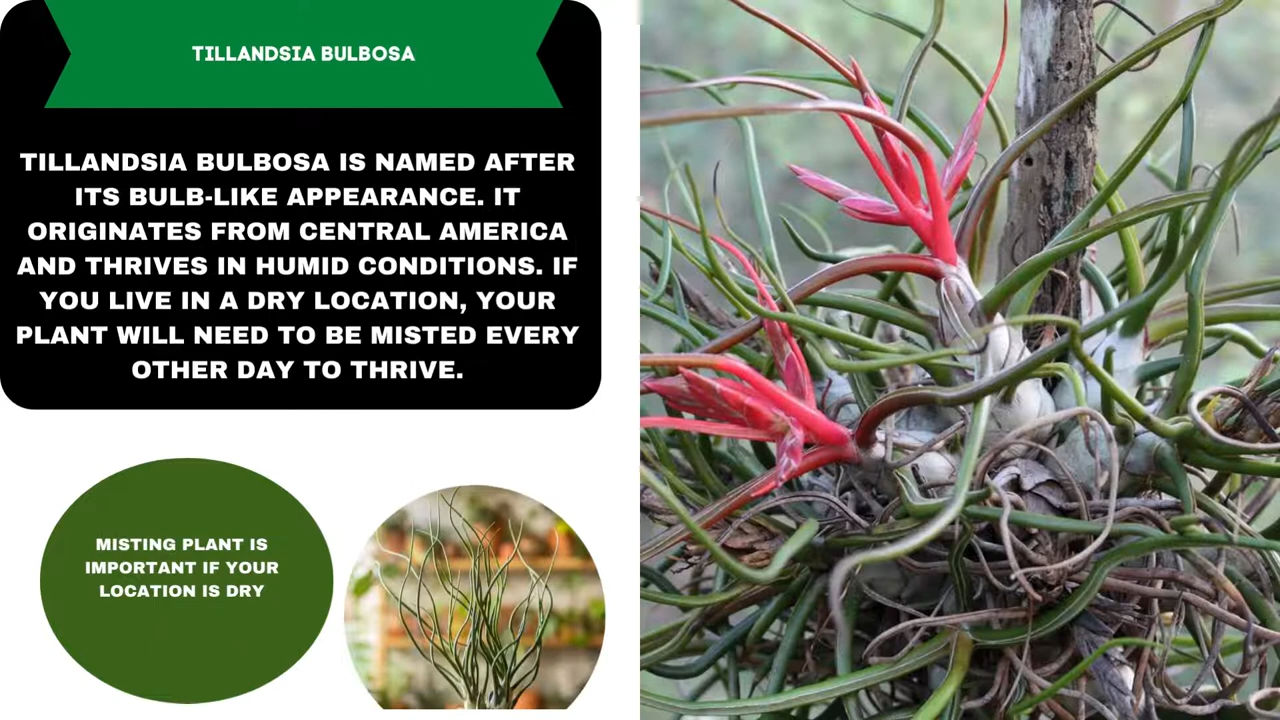 TILLANDSIA BULBOSA
TILLANDSIA BULBOSA IS NAMED AFTER
ITS BULB-LIKE APPEARANCE. IT
ORIGINATES FROM CENTRAL AMERICA
AND THRIVES IN HUMID CONDITIONS. IF
YOU LIVE IN A DRY LOCATION, YOUR
PLANT WILL NEED TO BE MISTED EVERY
OTHER DAY TO THRIVE.
MISTING PLANT IS
IMPORTANT IF YOUR
LOCATION IS DRY